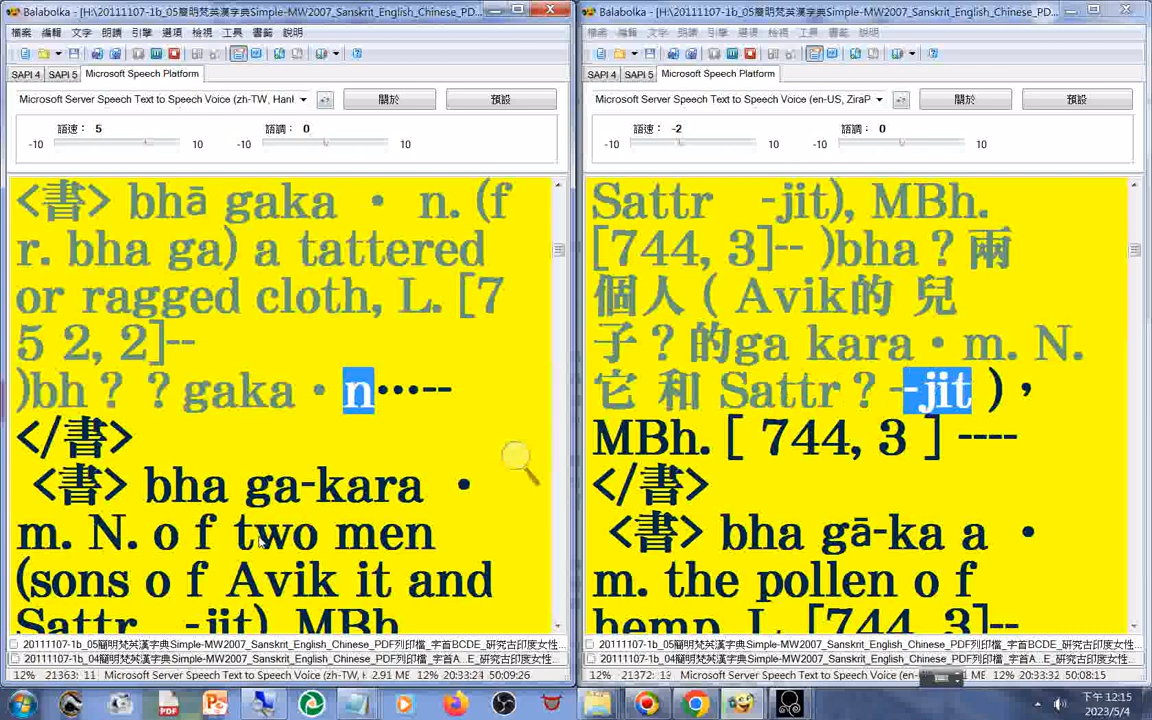 Balabolka - [H:\20111107-1b_05簡明梵英漢字典Simple-MW2007_Sanskrit_English_Chinese_PD...
檔案 編輯 文字 朗讀 引擎 選項 檢視 工具 書籤 說明
SAPI 4 SAPI 5 Microsoft Speech Platform
Microsoft Server Speech Text to Speech Voice (zh-TW, Hanl 關於 預設
語速： 5 語調： 0
-10 10 -10 10
<書> bhā gaka ‧ n. (f
r. bha ga) a tattered
or ragged cloth, L. [7
5 2, 2]--
)bh？？gaka‧n…--
</書>
<書> bha ga-kara ‧
m. N. o f two men
(sons o f Avik it and
Sattr -jit) MBh
20111107-1b_05簡明梵英漢字典Simple-MW2007_Sanskrit_English_Chinese_PDF列印檔_字首BCDE_研究古印度女性...
20111107-1b_04簡明梵英漢字典Simple-MW2007_Sanskrit_English_Chinese_PDF列印檔_字首A...E_研究古印度女性...
12% 21363: 11 Microsoft Server Speech Text to Speech Voice (zh-TW, 2.91 ME 12% 20:33:24 50:09:26
Balabolka - [H:\20111107-1b_05簡明梵英漢字典Simple-MW2007_Sanskrit_English_Chinese_PD...
檔案 編輯 文字 朗讀 引擎 選項 檢視 工具 書籤 說明
SAPI 4 SAPI 5 Microsoft Speech Platform
Microsoft Server Speech Text to Speech Voice (en-US, ZiraP 關於 預設
語速： -2 語調： 0
-10 10 -10 10
Sattr -jit), MBh.
[744, 3]-- )bha？兩
個人（ Avik的 兒
子？的ga kara‧m. N.
它 和 Sattr？--jit )，
MBh. [ 744, 3 ] ----
</書>
<書> bha gā-ka a ‧
m. the pollen o f
hemp, L. [744, 3]--
20111107-1b_05簡明梵英漢字典Simple-MW2007_Sanskrit_English_Chinese_PDF列印檔_字首BCDE_研究古印度女性...
20111107-1b_04簡明梵英漢字典Simple-MW2007_Sanskrit_English_Chinese_PDF列印檔_字首A...E_研究古印度女性...
12% 21372: 1 Microsoft Server Speech Text to Speech Voice (en-US, 12% 20:33:32 50:08:15
PDF
下午 12:15
2023/5/4